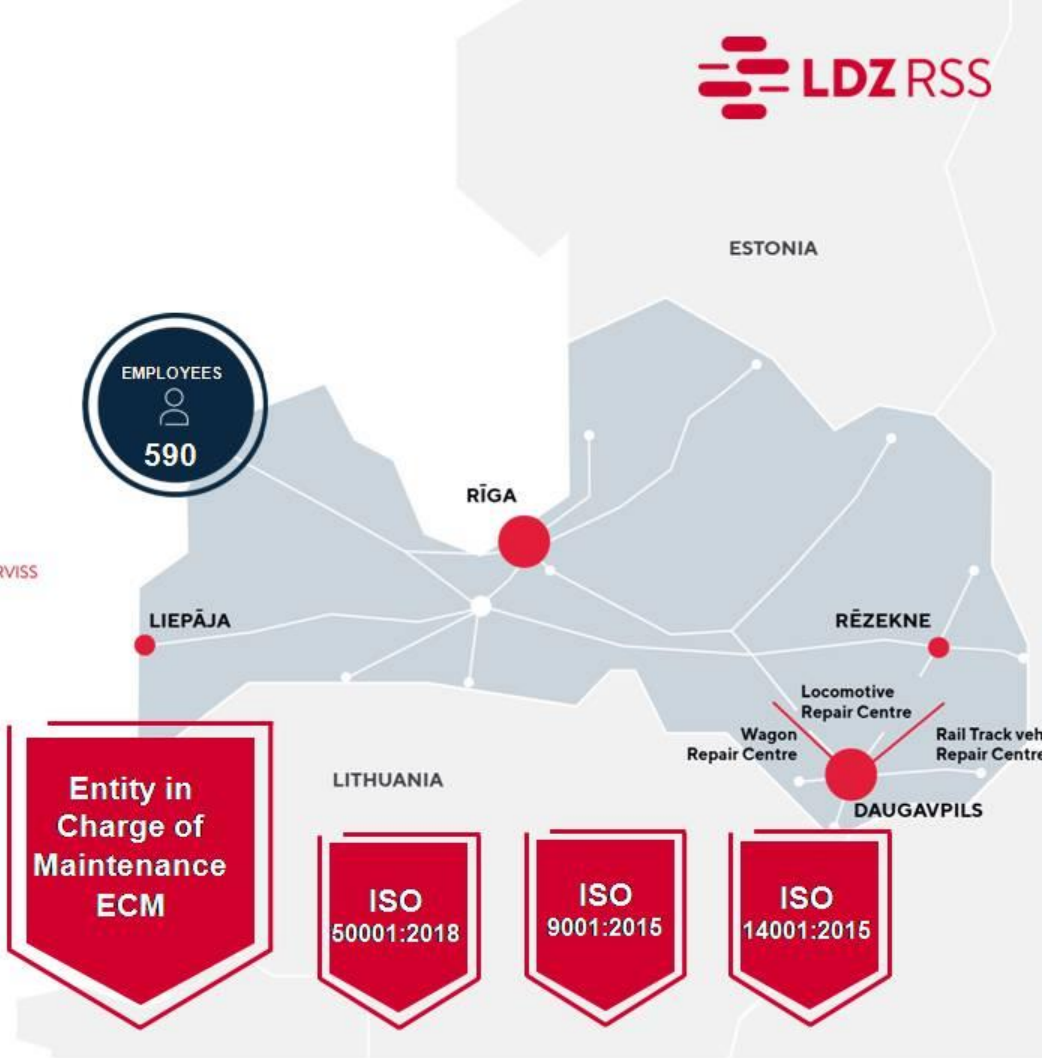 LDZ RSS
ESTONIA
EMPLOYEES
590
RĪGA
RVISS
LIEPĀJA
RĒZEKNE
Locomotive
Repair Centre
Wagon
Repair Centre
Rail Track veh
Repair Centre
DAUGAVPILS
LITHUANIA
Entity in
Charge of
Maintenance
ECM
ISO
50001:2018
ISO
9001:2015
ISO
14001:2015